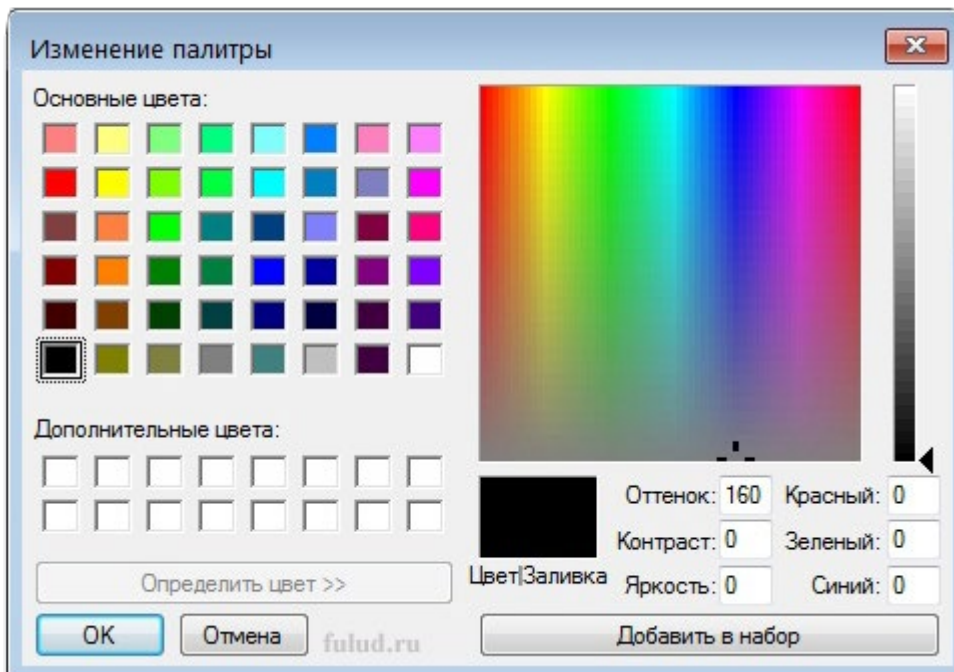 Изменение палитры
Основные цвета:
Дополнительные цвета:
Определить цвет >>
OK
Отмена
fulud.ru
Цвет|Заливка
Оттенок: 160
Контраст: 0
Яркость: 0
Красный: 0
Зеленый: 0
Синий: 0
Добавить в набор